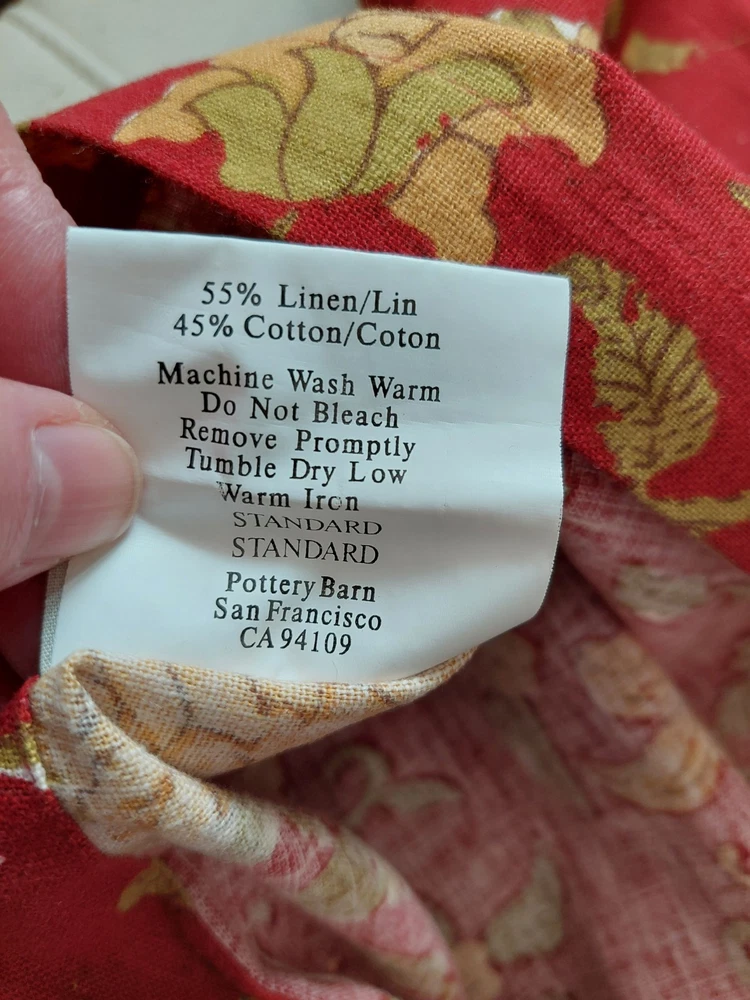 55% Linen/Lin
45% Cotton/Coton
Machine Wash Warm
Do Not Bleach
Remove Promptly
Tumble Dry Low
Warm Iron
STANDARD
STANDARD
Pottery Barn
San Francisco
CA 94109